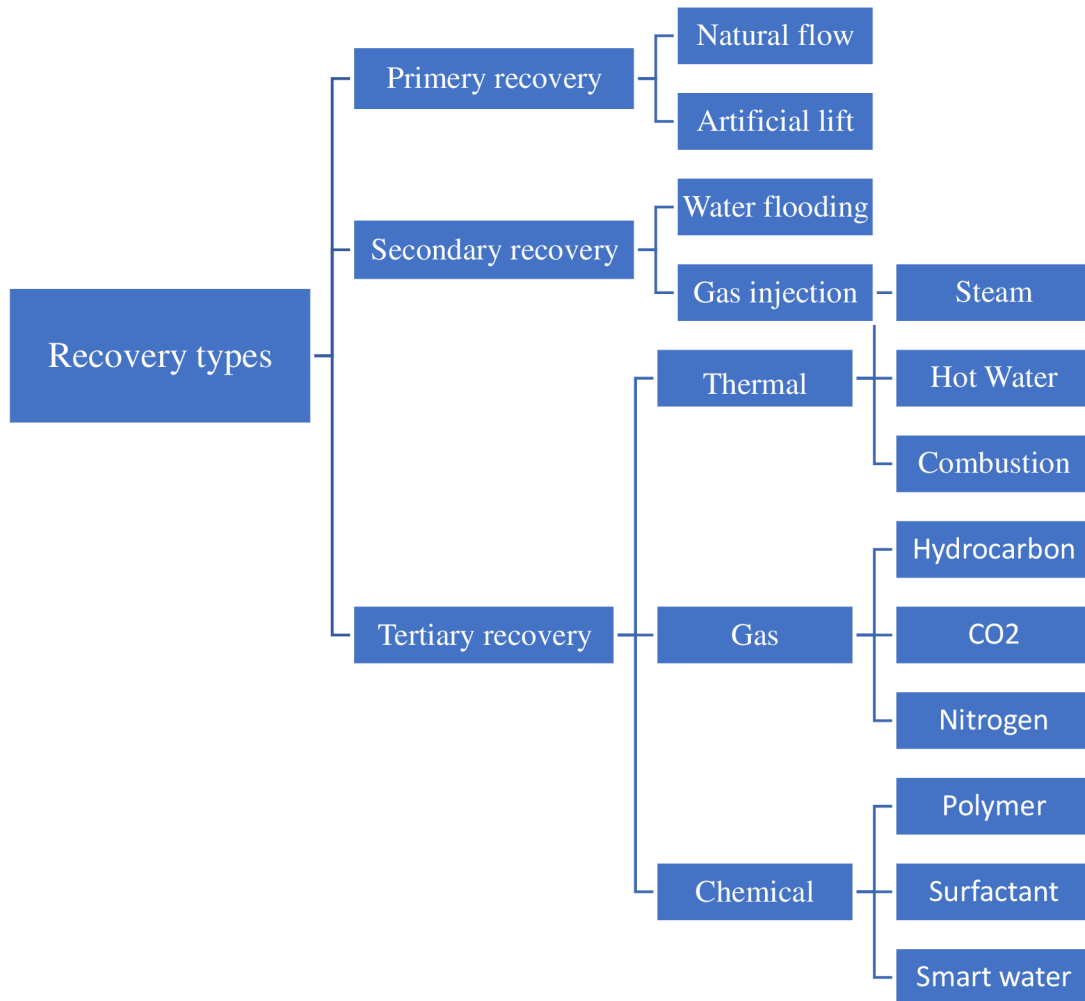 Recovery types
Primery recovery
Natural flow
Artificial lift
Secondary recovery
Water flooding
Gas injection
Tertiary recovery
Thermal
Steam
Hot Water
Combustion
Gas
Hydrocarbon
CO2
Nitrogen
Chemical
Polymer
Surfactant
Smart water